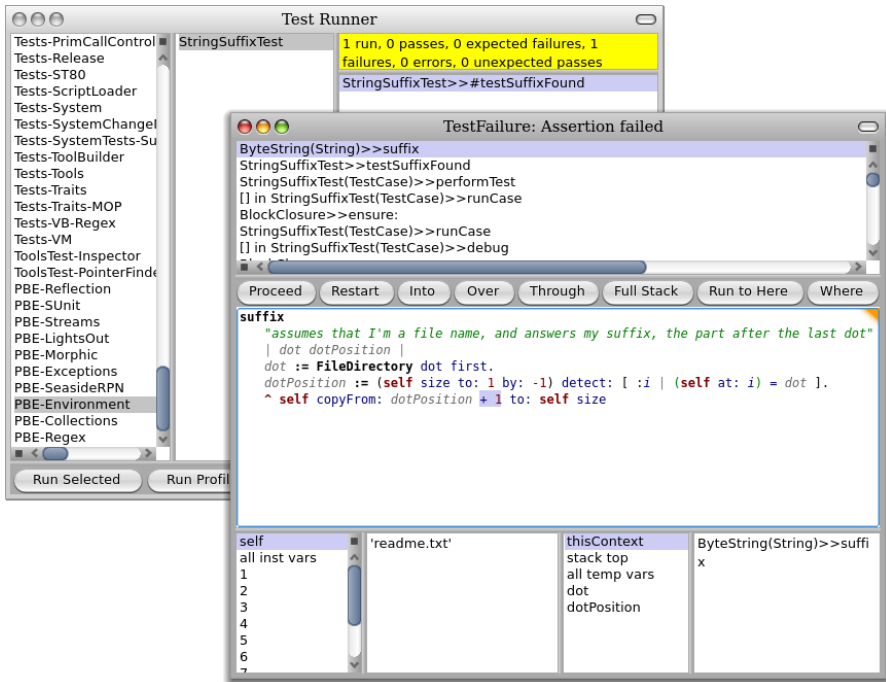 Test Runner
Tests-PrimCallControl
Tests-Release
Tests-ST80
Tests-ScriptLoader
Tests-System
Tests-SystemChangeI
Tests-SystemTests-Su
Tests-ToolBuilder
Tests-Tools
Tests-Traits
Tests-Traits-MOP
Tests-VB-Regex
Tests-VM
ToolsTest-Inspector
ToolsTest-PointerFinde
PBE-Reflection
PBE-SUnit
PBE-Streams
PBE-LightsOut
PBE-Morphic
PBE-Exceptions
PBE-SeasideRPN
PBE-Environment
PBE-Collections
PBE-Regex
StringSuffixTest
1 run, 0 passes, 0 expected failures, 1
failures, 0 errors, 0 unexpected passes
StringSuffixTest>>#testSuffixFound
Run Selected
Run Profil
TestFailure: Assertion failed
ByteString(String)>>suffix
StringSuffixTest>>testSuffixFound
StringSuffixTest(TestCase)>>performTest
[] in StringSuffixTest(TestCase)>>runCase
BlockClosure>>ensure:
StringSuffixTest(TestCase)>>runCase
[] in StringSuffixTest(TestCase)>>debug
Proceed
Restart
Into
Over
Through
Full Stack
Run to Here
Where
suffix
"assumes that I'm a file name, and answers my suffix, the part after the last dot"
| dot dotPosition |
dot := FileDirectory dot first.
dotPosition := (self size to: 1 by: -1) detect: [ :i | (self at: i) = dot ].
^ self copyFrom: dotPosition + 1 to: self size
self
all inst vars
1
2
3
4
5
6
7
'readme.txt'
thisContext
stack top
all temp vars
dot
dotPosition
ByteString(String)>>suffi
x